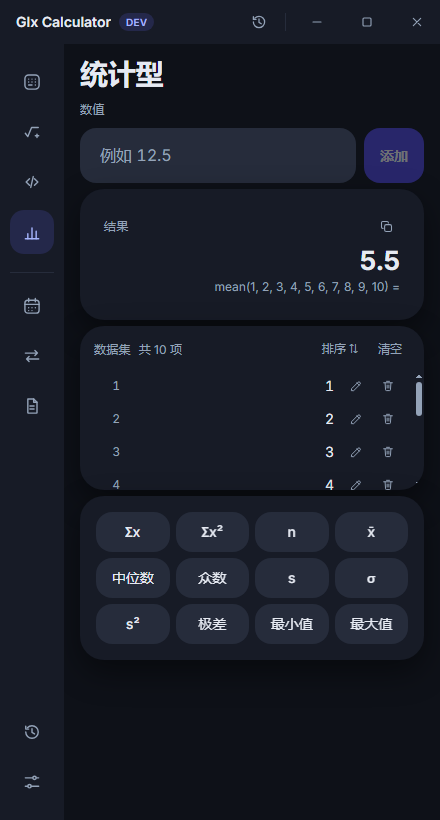 Glx Calculator DEV
统计型
数值
例如 12.5 添加
结果
5.5
mean(1, 2, 3, 4, 5, 6, 7, 8, 9, 10) =
数据集 共 10 项 排序 清空
1 1
2 2
3 3
4 4
Σx Σx² n x̄
中位数 众数 s σ
s² 极差 最小值 最大值